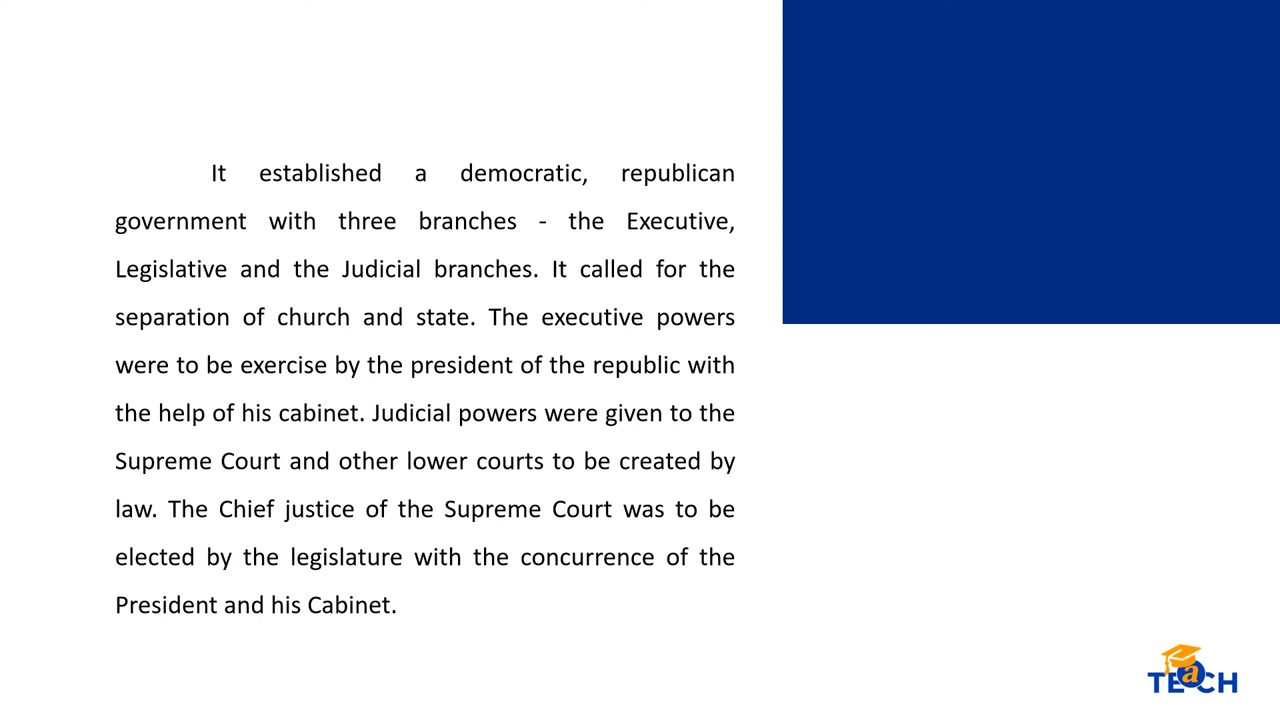 It established a democratic, republican
government with three branches - the Executive,
Legislative and the Judicial branches. It called for the
separation of church and state. The executive powers
were to be exercise by the president of the republic with
the help of his cabinet. Judicial powers were given to the
Supreme Court and other lower courts to be created by
law. The Chief justice of the Supreme Court was to be
elected by the legislature with the concurrence of the
President and his Cabinet.
TEaCH